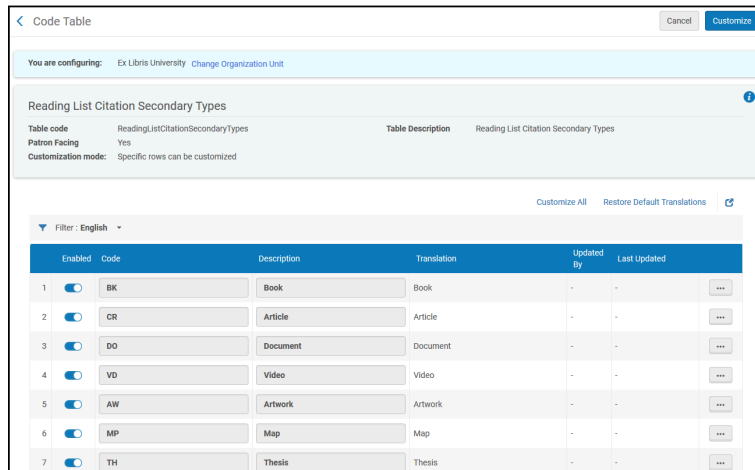 Code Table
Cancel
Customize
You are configuring: Ex Libris University Change Organization Unit
Reading List Citation Secondary Types
Table code ReadingListCitationSecondaryTypes Table Description Reading List Citation Secondary Types
Patron Facing Yes
Customization mode: Specific rows can be customized
Customize All Restore Default Translations
Filter : English
Enabled Code Description Translation Updated By Last Updated
1 BK Book Book - -
2 CR Article Article - -
3 DO Document Document - -
4 VD Video Video - -
5 AW Artwork Artwork - -
6 MP Map Map - -
7 TH Thesis Thesis - -